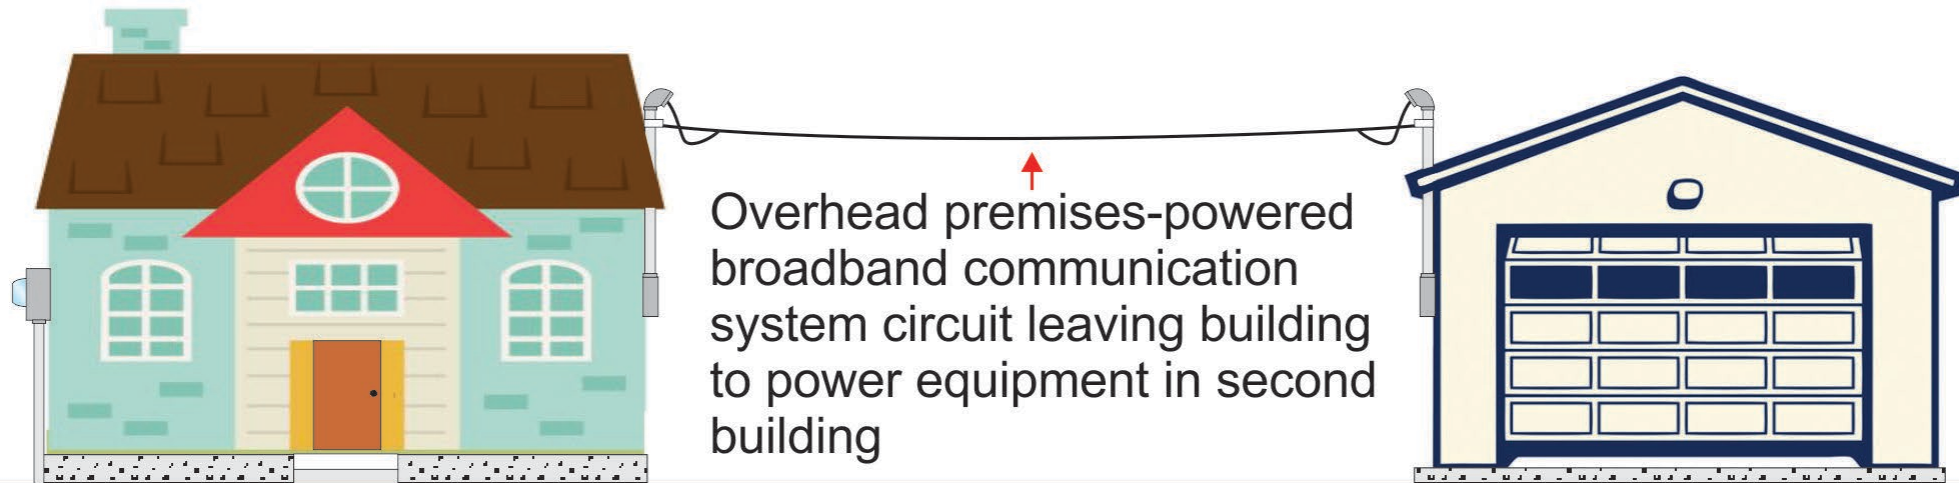 Overhead premises-powered
broadband communication
system circuit leaving building
to power equipment in second
building